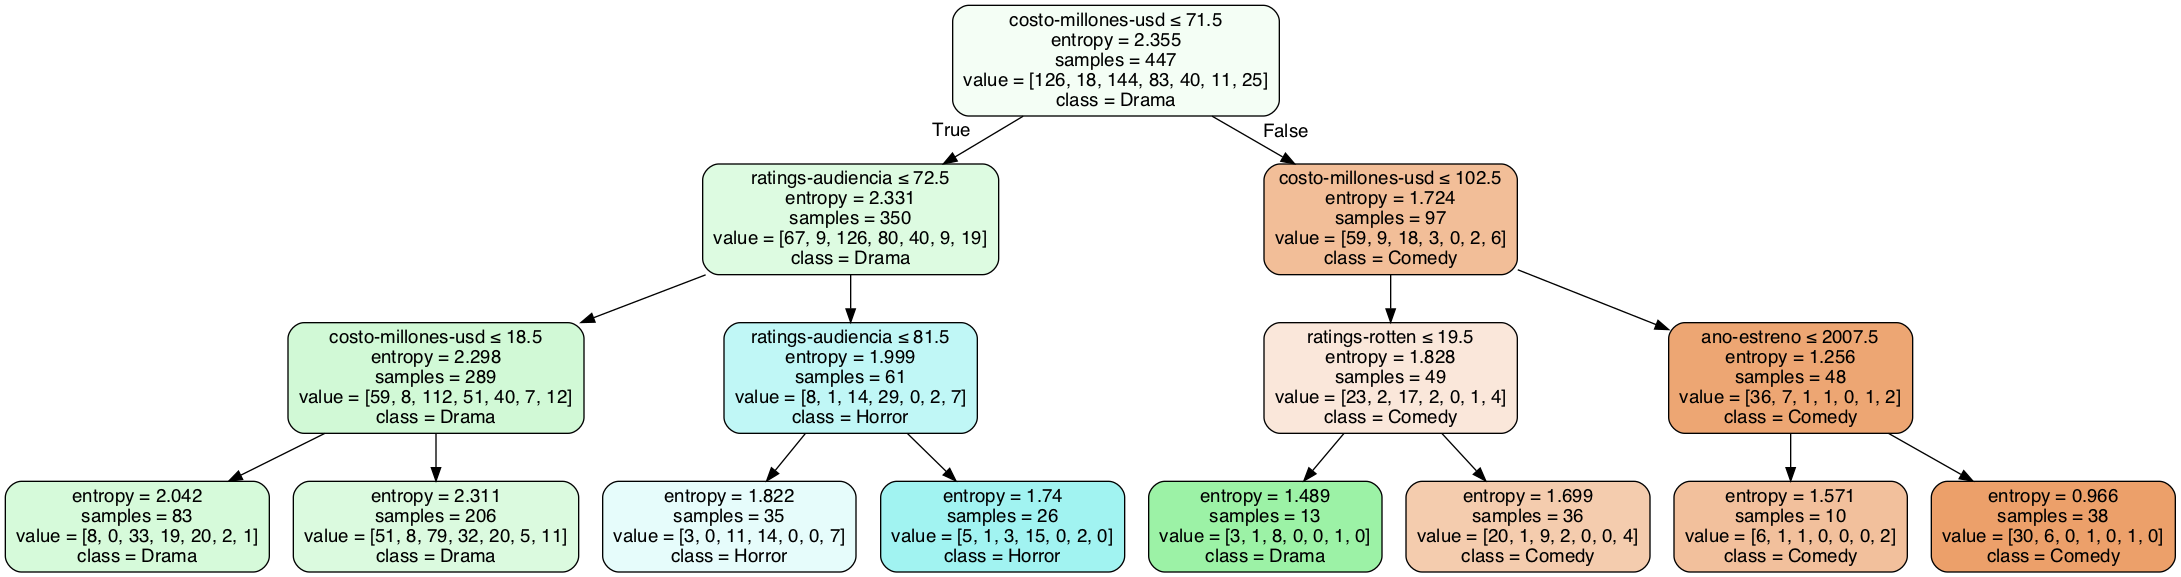 costo-millones-usd ≤ 71.5
entropy = 2.355
samples = 447
value = [126, 18, 144, 83, 40, 11, 25]
class = Drama
True
False
ratings-audiencia ≤ 72.5
entropy = 2.331
samples = 350
value = [67, 9, 126, 80, 40, 9, 19]
class = Drama
costo-millones-usd ≤ 102.5
entropy = 1.724
samples = 97
value = [59, 9, 18, 3, 0, 2, 6]
class = Comedy
costo-millones-usd ≤ 18.5
entropy = 2.298
samples = 289
value = [59, 8, 112, 51, 40, 7, 12]
class = Drama
ratings-audiencia ≤ 81.5
entropy = 1.999
samples = 61
value = [8, 1, 14, 29, 0, 2, 7]
class = Horror
ratings-rotten ≤ 19.5
entropy = 1.828
samples = 49
value = [23, 2, 17, 2, 0, 1, 4]
class = Comedy
ano-estreno ≤ 2007.5
entropy = 1.256
samples = 48
value = [36, 7, 1, 1, 0, 1, 2]
class = Comedy
entropy = 2.042
samples = 83
value = [8, 0, 33, 19, 20, 2, 1]
class = Drama
entropy = 2.311
samples = 206
value = [51, 8, 79, 32, 20, 5, 11]
class = Drama
entropy = 1.822
samples = 35
value = [3, 0, 11, 14, 0, 0, 7]
class = Horror
entropy = 1.74
samples = 26
value = [5, 1, 3, 15, 0, 2, 0]
class = Horror
entropy = 1.489
samples = 13
value = [3, 1, 8, 0, 0, 1, 0]
class = Drama
entropy = 1.699
samples = 36
value = [20, 1, 9, 2, 0, 0, 4]
class = Comedy
entropy = 1.571
samples = 10
value = [6, 1, 1, 0, 0, 0, 2]
class = Comedy
entropy = 0.966
samples = 38
value = [30, 6, 0, 1, 0, 1, 0]
class = Comedy